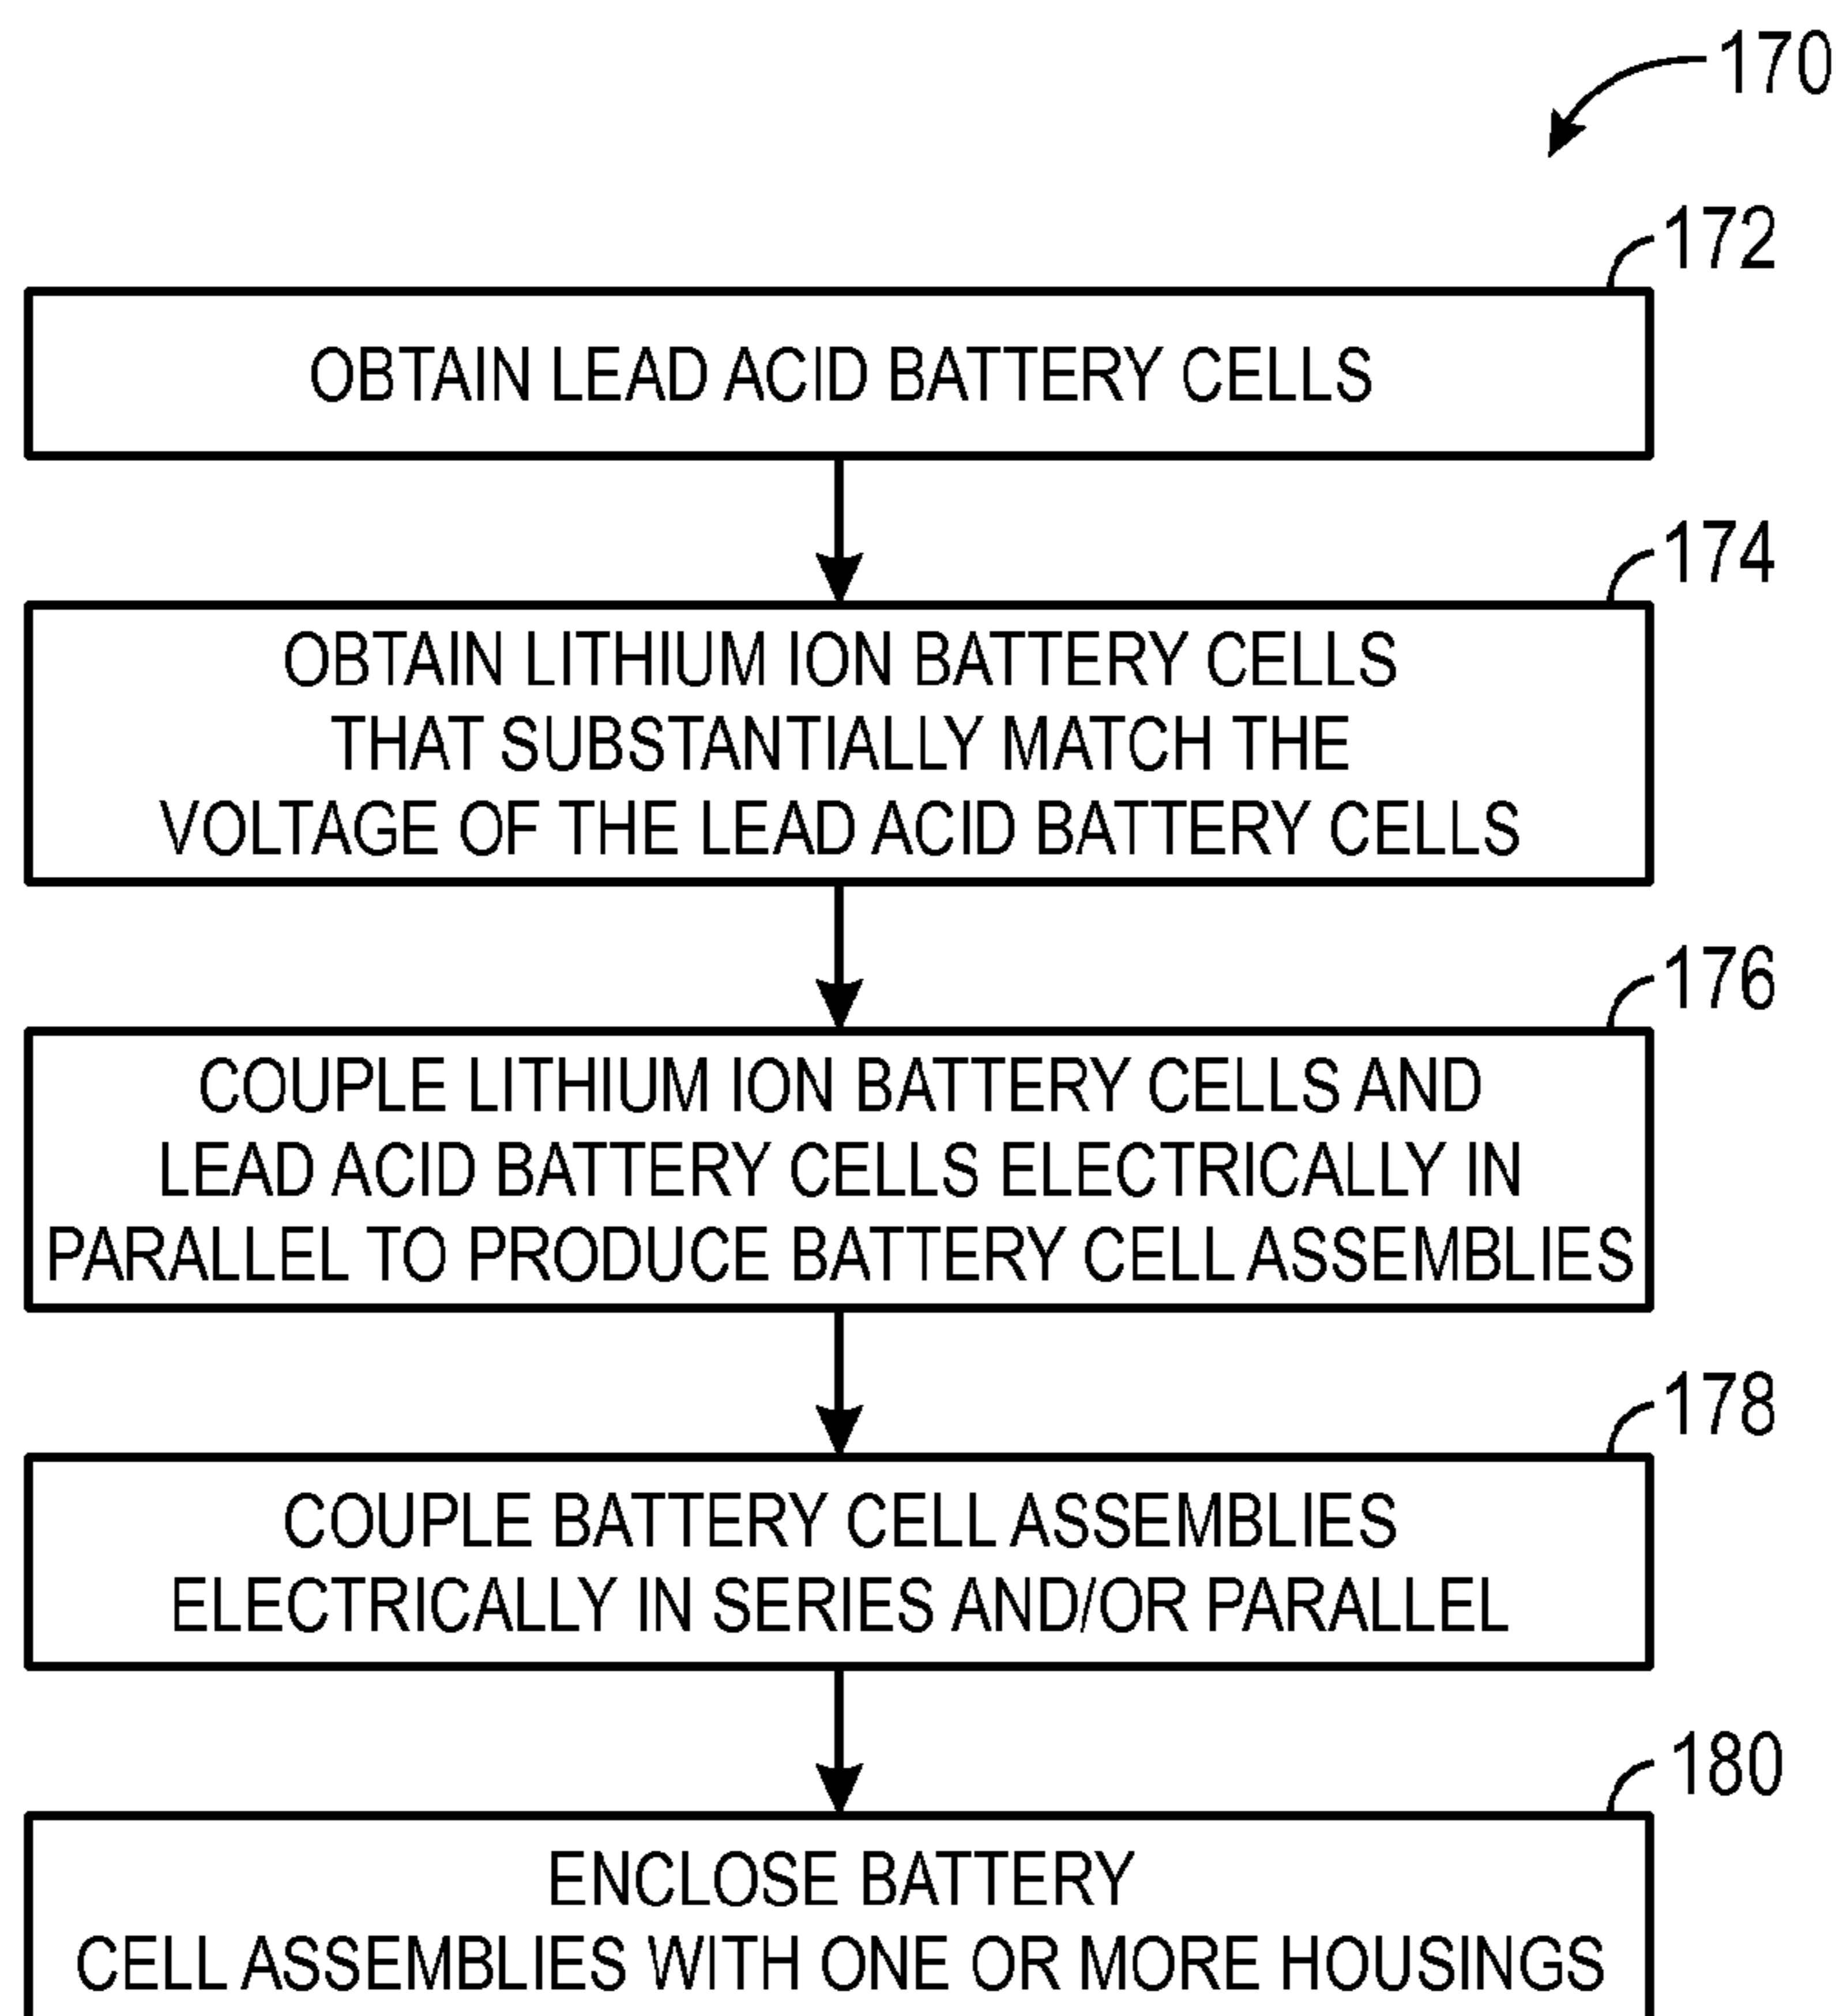 170
172
OBTAIN LEAD ACID BATTERY CELLS
174
OBTAIN LITHIUM ION BATTERY CELLS
THAT SUBSTANTIALLY MATCH THE
VOLTAGE OF THE LEAD ACID BATTERY CELLS
176
COUPLE LITHIUM ION BATTERY CELLS AND
LEAD ACID BATTERY CELLS ELECTRICALLY IN
PARALLEL TO PRODUCE BATTERY CELL ASSEMBLIES
178
COUPLE BATTERY CELL ASSEMBLIES
ELECTRICALLY IN SERIES AND/OR PARALLEL
180
ENCLOSE BATTERY
CELL ASSEMBLIES WITH ONE OR MORE HOUSINGS